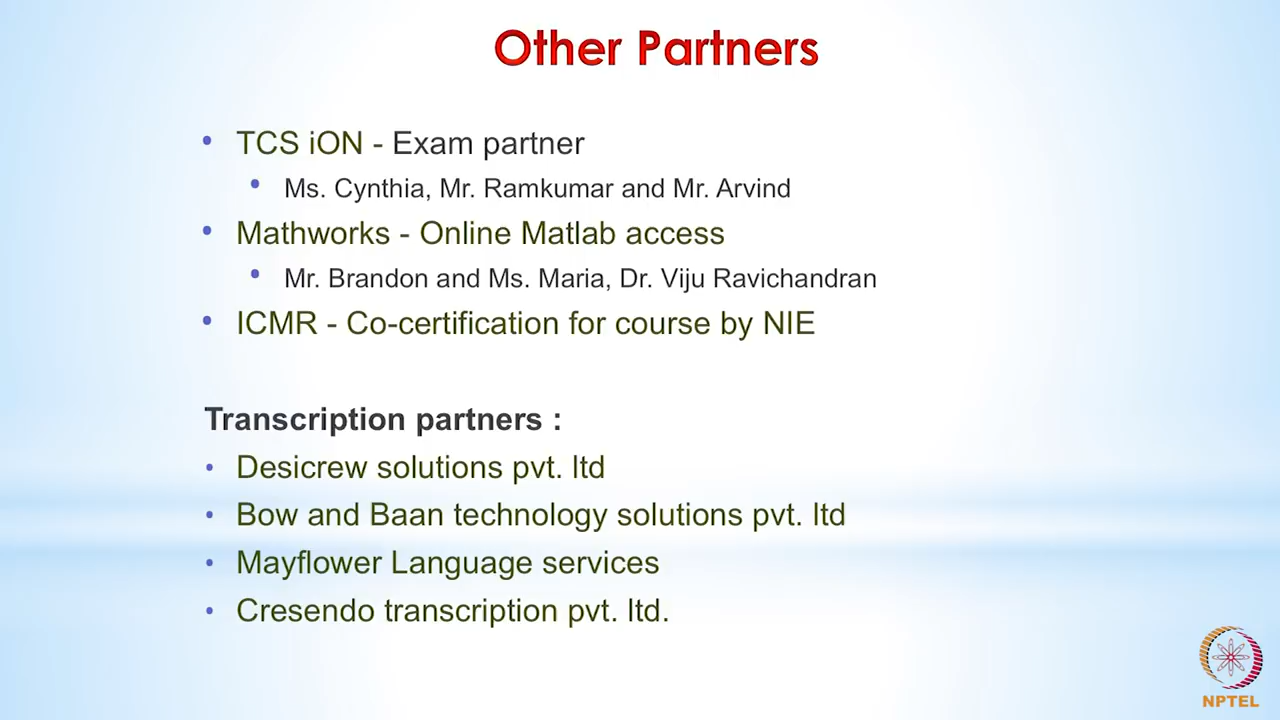 Other Partners
• TCS iON - Exam partner
• Ms. Cynthia, Mr. Ramkumar and Mr. Arvind
• Mathworks - Online Matlab access
• Mr. Brandon and Ms. Maria, Dr. Viju Ravichandran
• ICMR - Co-certification for course by NIE
Transcription partners :
• Desicrew solutions pvt. ltd
• Bow and Baan technology solutions pvt. ltd
• Mayflower Language services
• Cresendo transcription pvt. ltd.
NPTEL